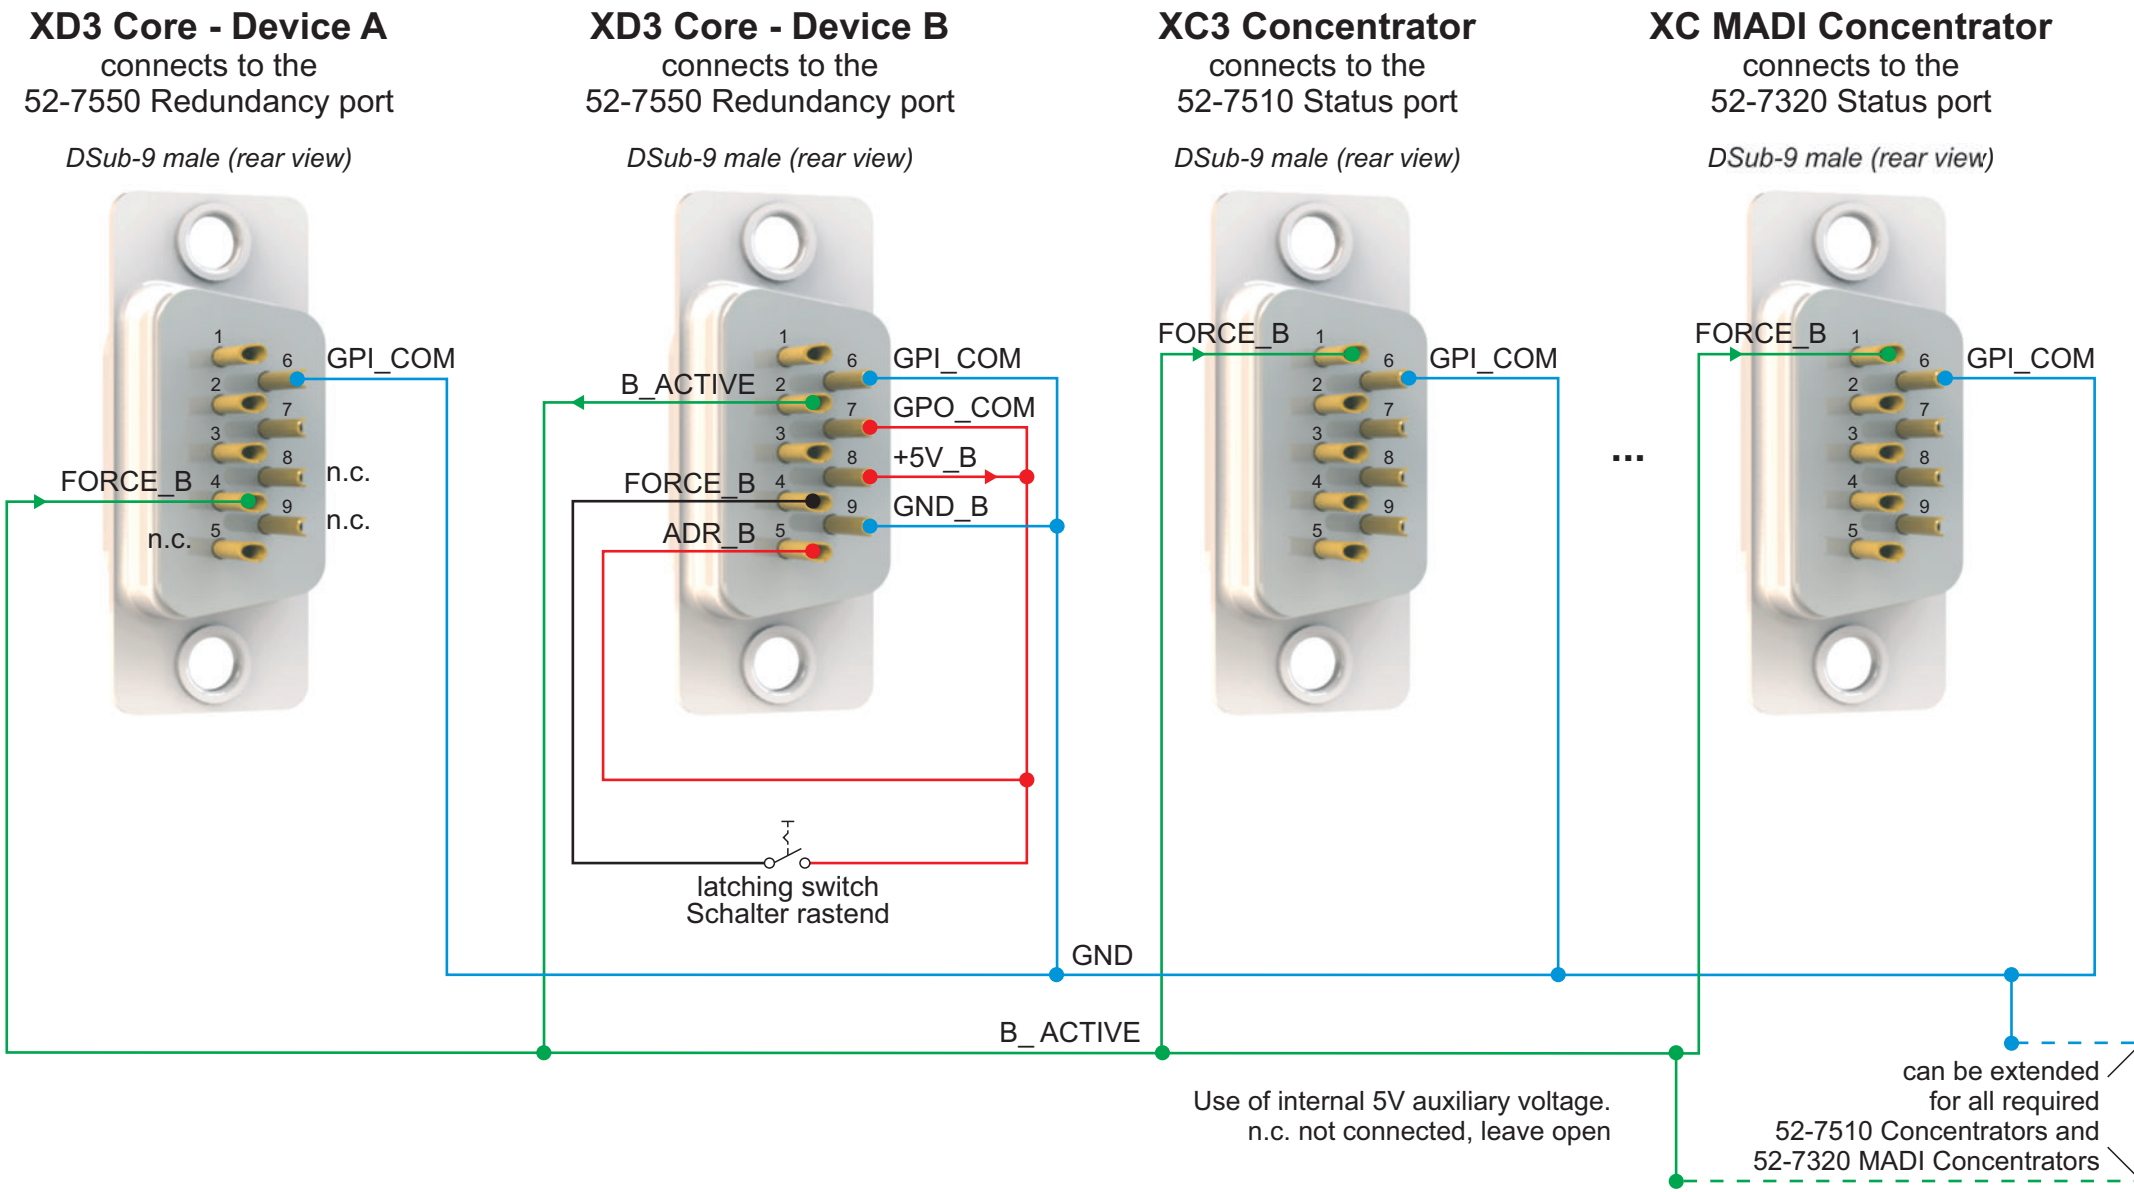 XD3 Core - Device A
connects to the
52-7550 Redundancy port
DSub-9 male (rear view)
1
6
GPI_COM
2
7
3
8
n.c.
FORCE_B
4
9
n.c.
n.c.
5
XD3 Core - Device B
connects to the
52-7550 Redundancy port
DSub-9 male (rear view)
1
6
GPI_COM
B_ACTIVE
2
7
GPO_COM
3
8
+5V_B
FORCE_B
4
9
GND_B
ADR_B
5
latching switch
Schalter rastend
XC3 Concentrator
connects to the
52-7510 Status port
DSub-9 male (rear view)
FORCE_B
1
6
GPI_COM
2
7
3
8
4
9
5
...
XC MADI Concentrator
connects to the
52-7320 Status port
DSub-9 male (rear view)
FORCE_B
1
6
GPI_COM
2
7
3
8
4
9
5
GND
B_ ACTIVE
Use of internal 5V auxiliary voltage.
n.c. not connected, leave open
can be extended
for all required
52-7510 Concentrators and
52-7320 MADI Concentrators